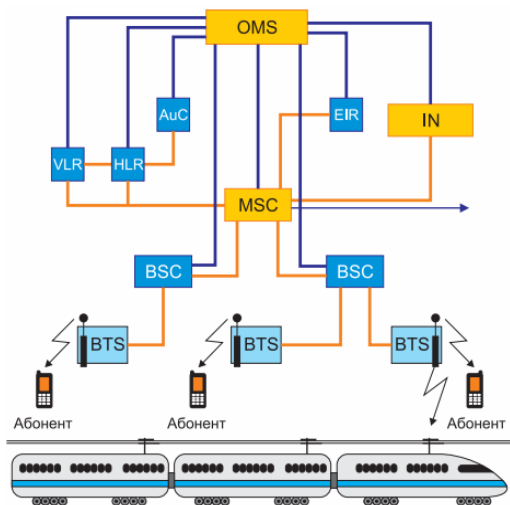 OMS
AuC
EIR
IN
VLR
HLR
MSC
BSC
BSC
BTS
BTS
BTS
Абонент
Абонент
Абонент